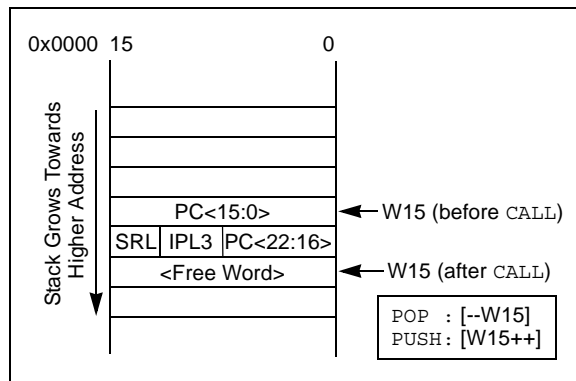 0x0000 15 0
Stack Grows Towards
Higher Address
PC<15:0>
W15 (before CALL)
SRL IPL3 PC<22:16>
<Free Word>
W15 (after CALL)
POP : [--W15]
PUSH: [W15++]